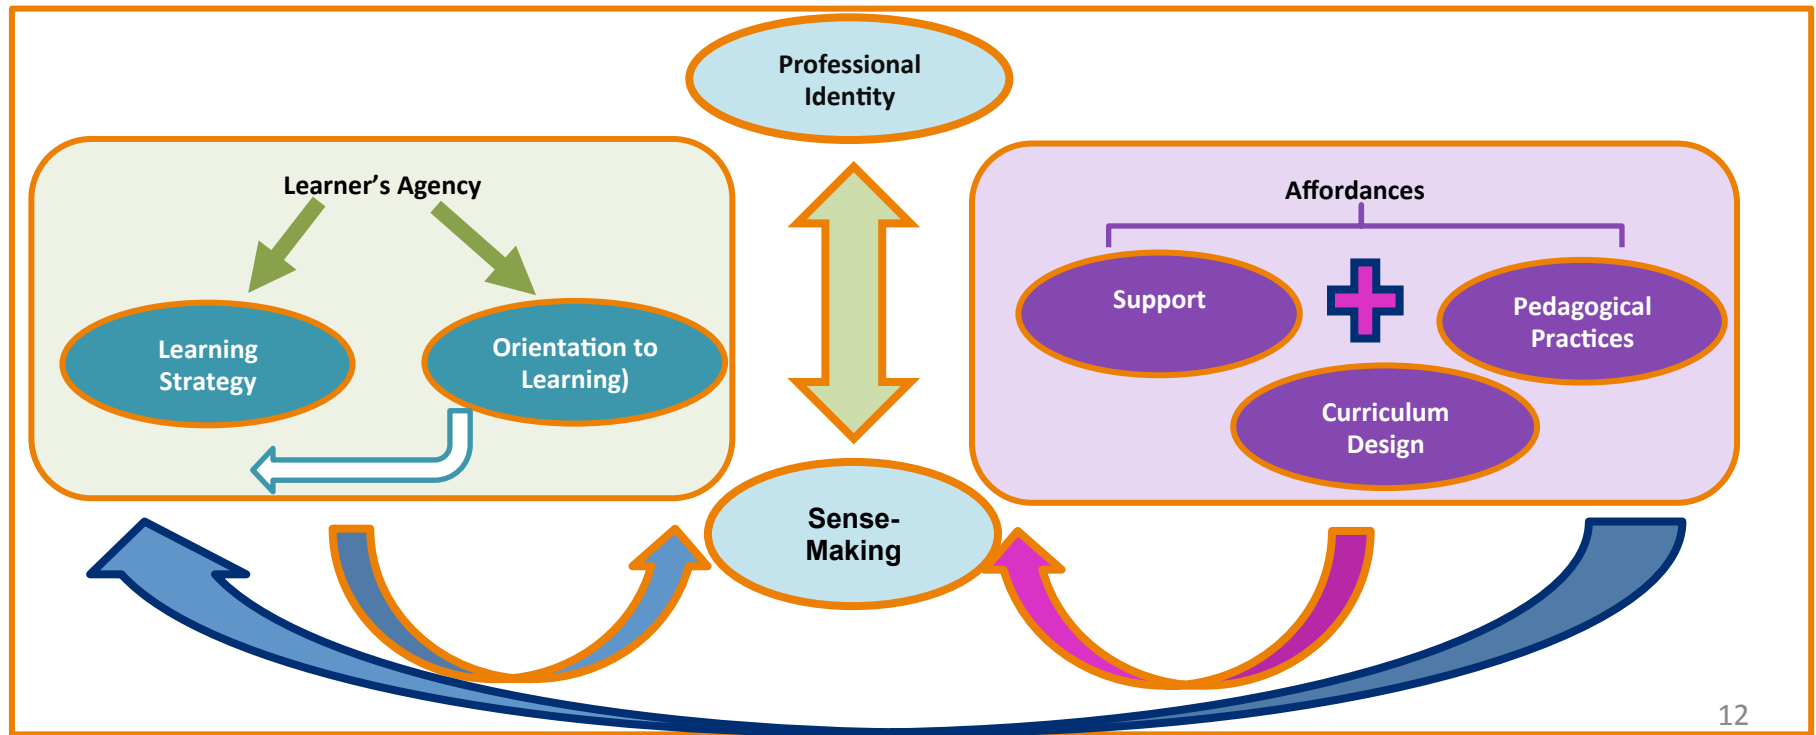 Professional
Identity
Learner's Agency
Affordances
Learning
Strategy
Orientation to
Learning)
Support
Pedagogical
Practices
Curriculum
Design
Sense-
Making
12